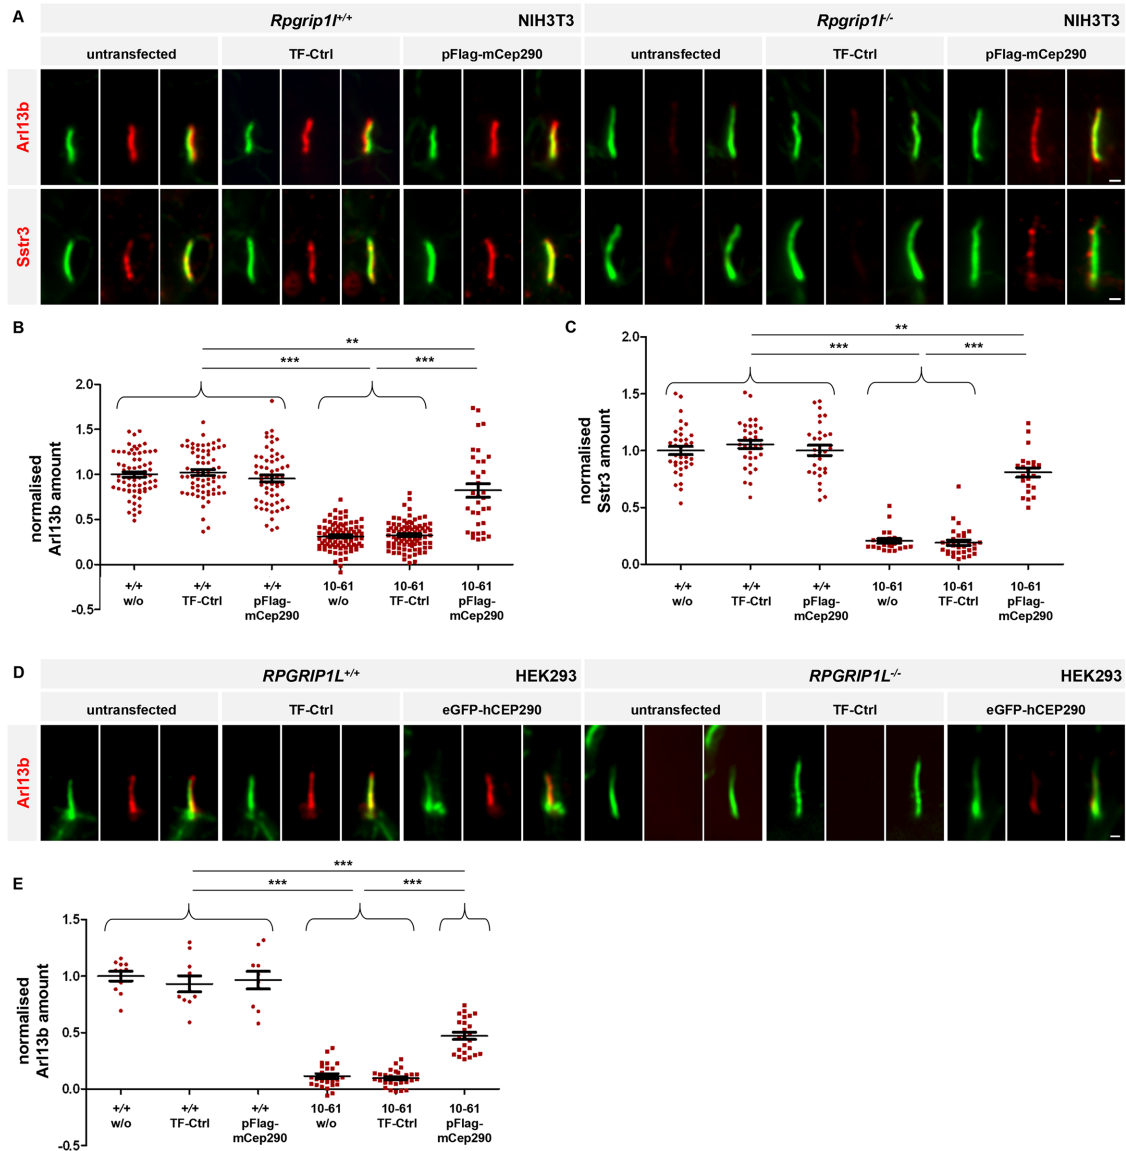 A
Rpgrip1l+/+ NIH3T3 Rpgrip1l-/- NIH3T3
untransfected TF-Ctrl pFlag-mCep290 untransfected TF-Ctrl pFlag-mCep290
Arl13b
Sstr3
B
** 
*** ***
2.0
1.5
1.0
0.5
0.0
-0.5
normalised
Arl13b amount
+/+ +/+ +/+ 10-61 10-61 10-61
w/o TF-Ctrl pFlag- w/o TF-Ctrl pFlag-
mCep290 mCep290
C
**
*** ***
2.0
1.5
1.0
0.5
0.0
normalised
Sstr3 amount
+/+ +/+ +/+ 10-61 10-61 10-61
w/o TF-Ctrl pFlag- w/o TF-Ctrl pFlag-
mCep290 mCep290
D
RPGRIP1L+/+ HEK293 RPGRIP1L-/- HEK293
untransfected TF-Ctrl eGFP-hCEP290 untransfected TF-Ctrl eGFP-hCEP290
Arl13b
E
***
*** ***
1.5
1.0
0.5
0.0
-0.5
normalised
Arl13b amount
+/+ +/+ +/+ 10-61 10-61 10-61
w/o TF-Ctrl pFlag- w/o TF-Ctrl pFlag-
mCep290 mCep290